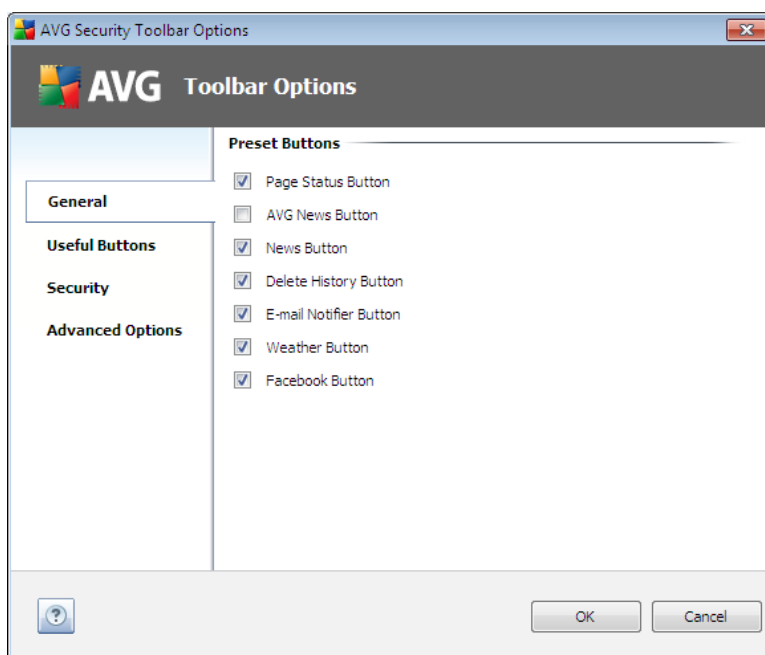 AVG Security Toolbar Options
AVG Toolbar Options
Preset Buttons
General
Useful Buttons
Security
Advanced Options
Page Status Button
AVG News Button
News Button
Delete History Button
E-mail Notifier Button
Weather Button
Facebook Button
?
OK
Cancel